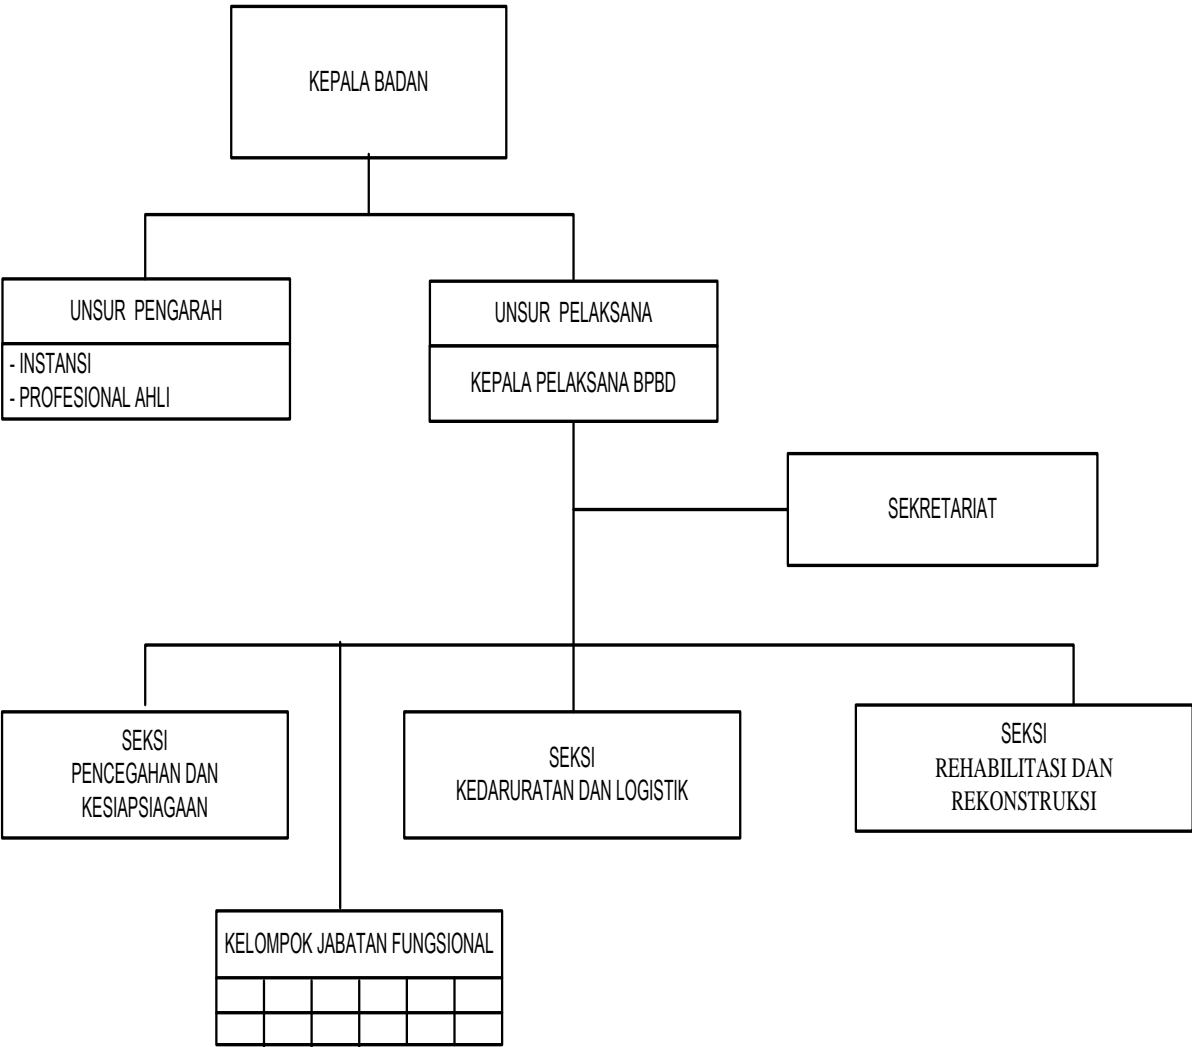 KEPALA BADAN
UNSUR PENGARAH
- INSTANSI
- PROFESIONAL AHLI
UNSUR PELAKSANA
KEPALA PELAKSANA BPBD
SEKRETARIAT
SEKSI
PENCEGAHAN DAN
KESIAPSIAGAAN
SEKSI
KEDARURATAN DAN LOGISTIK
SEKSI
REHABILITASI DAN
REKONSTRUKSI
KELOMPOK JABATAN FUNGSIONAL